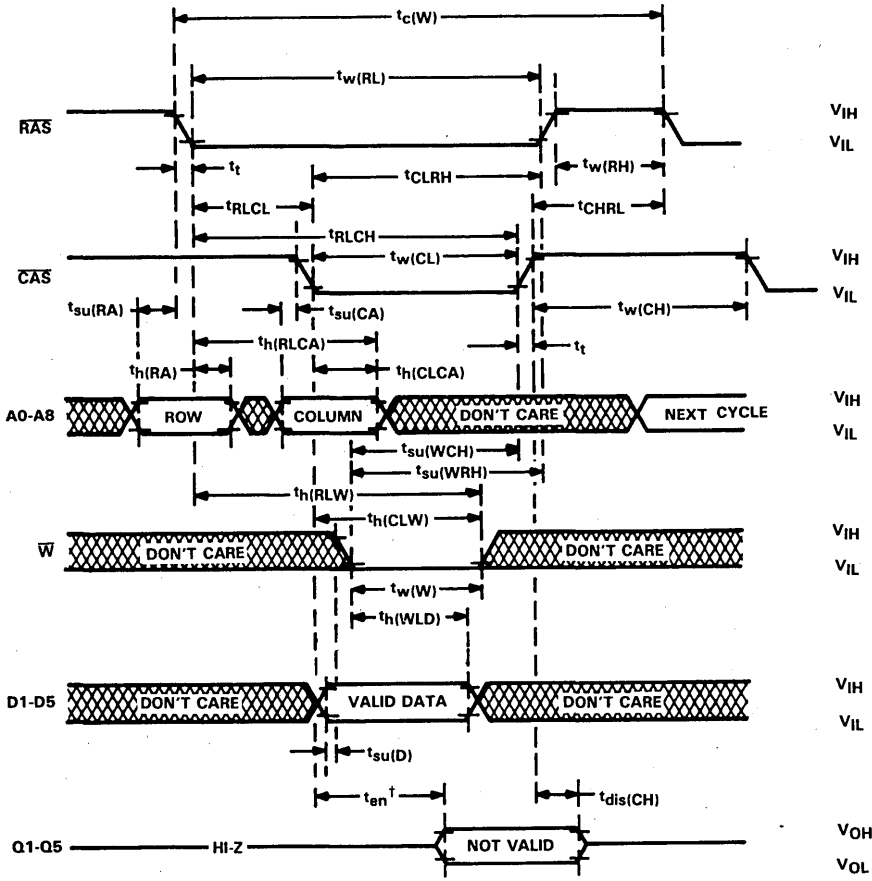 tc(W)
tw(RL)
RAS
VIH
VIL
tt
tCLRH
tw(RH)
tRLCL
tCHRL
tRLCH
tw(CL)
CAS
VIH
VIL
tsu(RA)
tsu(CA)
tw(CH)
th(RLCA)
tt
th(RA)
th(CLCA)
A0-A8
ROW
COLUMN
DON'T CARE
NEXT CYCLE
VIH
VIL
tsu(WCH)
tsu(WRH)
th(RLW)
th(CLW)
W
DON'T CARE
DON'T CARE
VIH
VIL
tw(W)
th(WLD)
D1-D5
DON'T CARE
VALID DATA
DON'T CARE
VIH
VIL
tsu(D)
ten†
tdis(CH)
Q1-Q5
HI-Z
NOT VALID
VOH
VOL